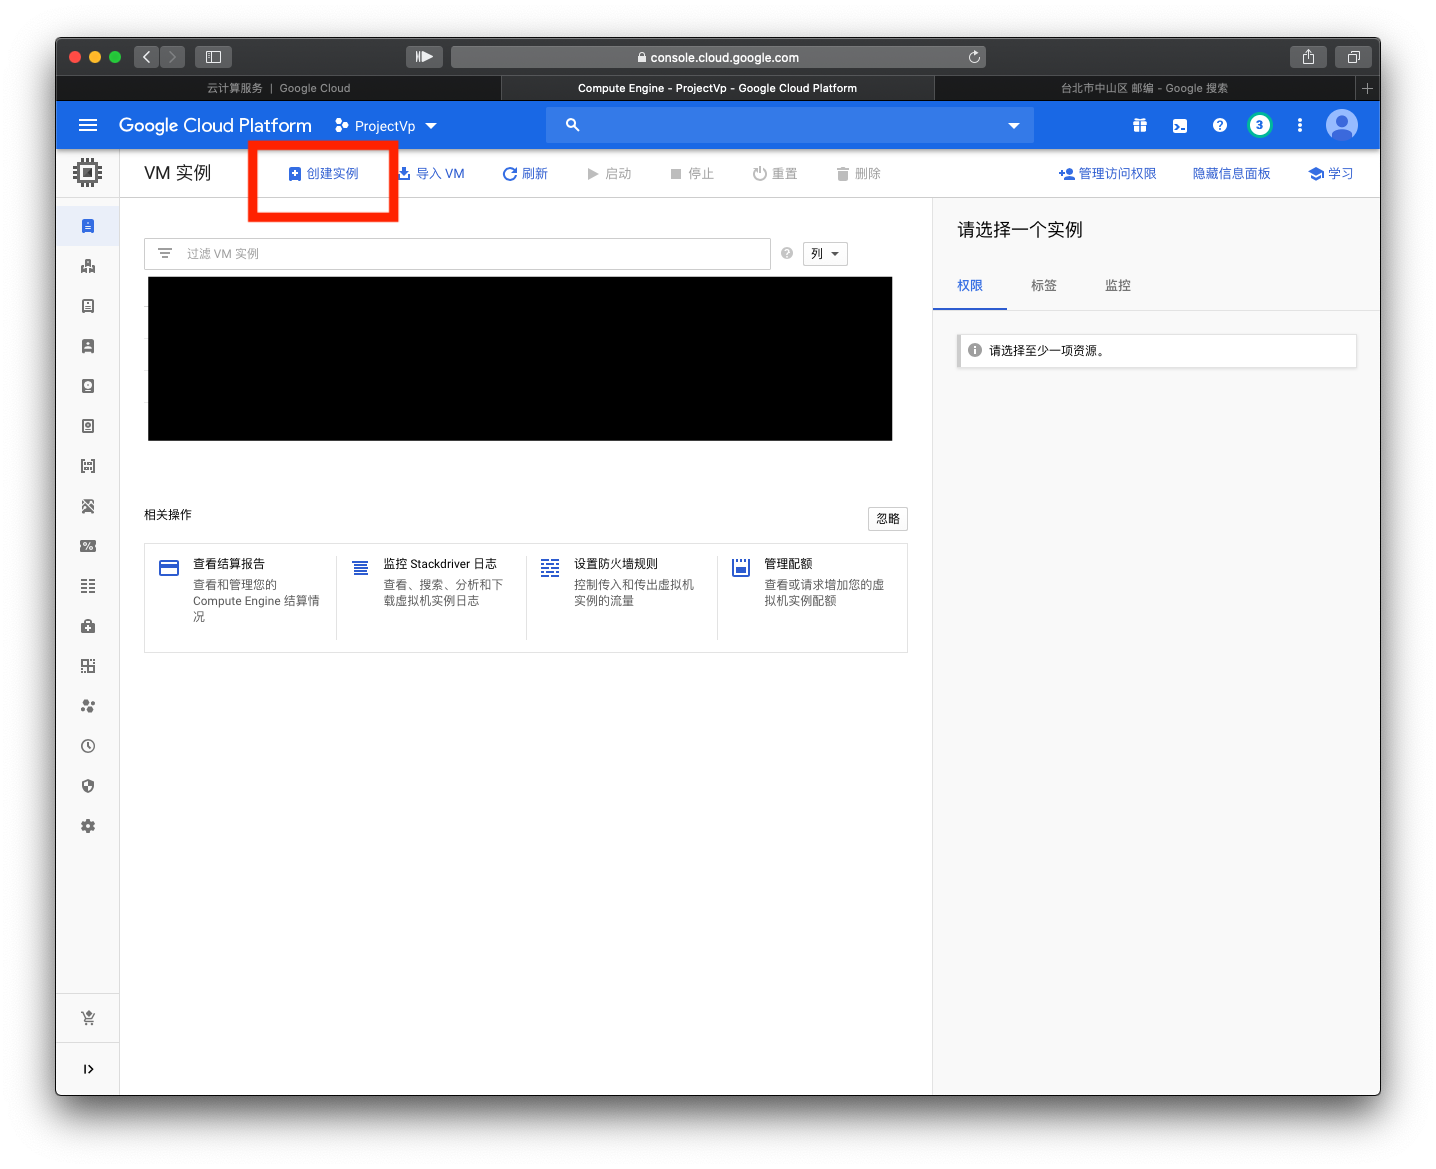 console.cloud.google.com
云计算服务 | Google Cloud
Compute Engine - ProjectVp - Google Cloud Platform
台北市中山区 邮编 - Google 搜索
Google Cloud Platform
ProjectVp
3
VM 实例
创建实例
导入 VM
刷新
启动
停止
重置
删除
管理访问权限
隐藏信息面板
学习
过滤 VM 实例
列
请选择一个实例
权限
标签
监控
请选择至少一项资源。
相关操作
忽略
查看结算报告
查看和管理您的
Compute Engine 结算情
况
监控 Stackdriver 日志
查看、搜索、分析和下
载虚拟机实例日志
设置防火墙规则
控制传入和传出虚拟机
实例的流量
管理配额
查看或请求增加您的虚
拟机实例配额